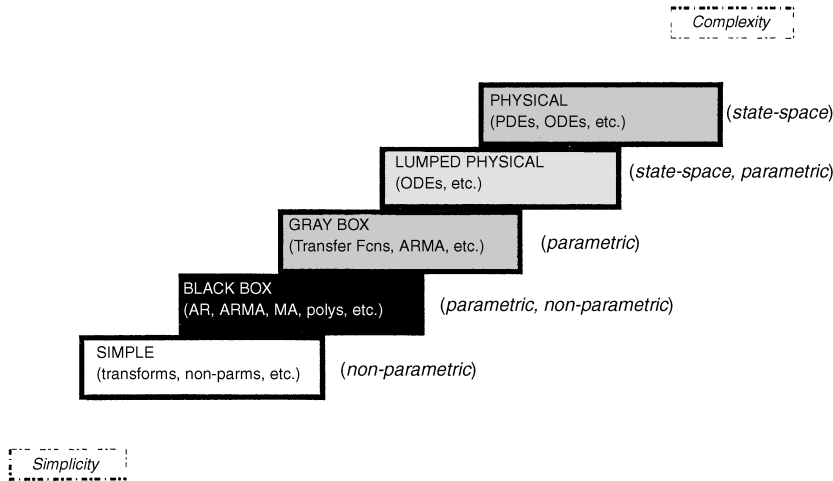 Complexity
PHYSICAL
(PDEs, ODEs, etc.)
(state-space)
LUMPED PHYSICAL
(ODEs, etc.)
(state-space, parametric)
GRAY BOX
(Transfer Fcns, ARMA, etc.)
(parametric)
BLACK BOX
(AR, ARMA, MA, polys, etc.)
(parametric, non-parametric)
SIMPLE
(transforms, non-parms, etc.)
(non-parametric)
Simplicity